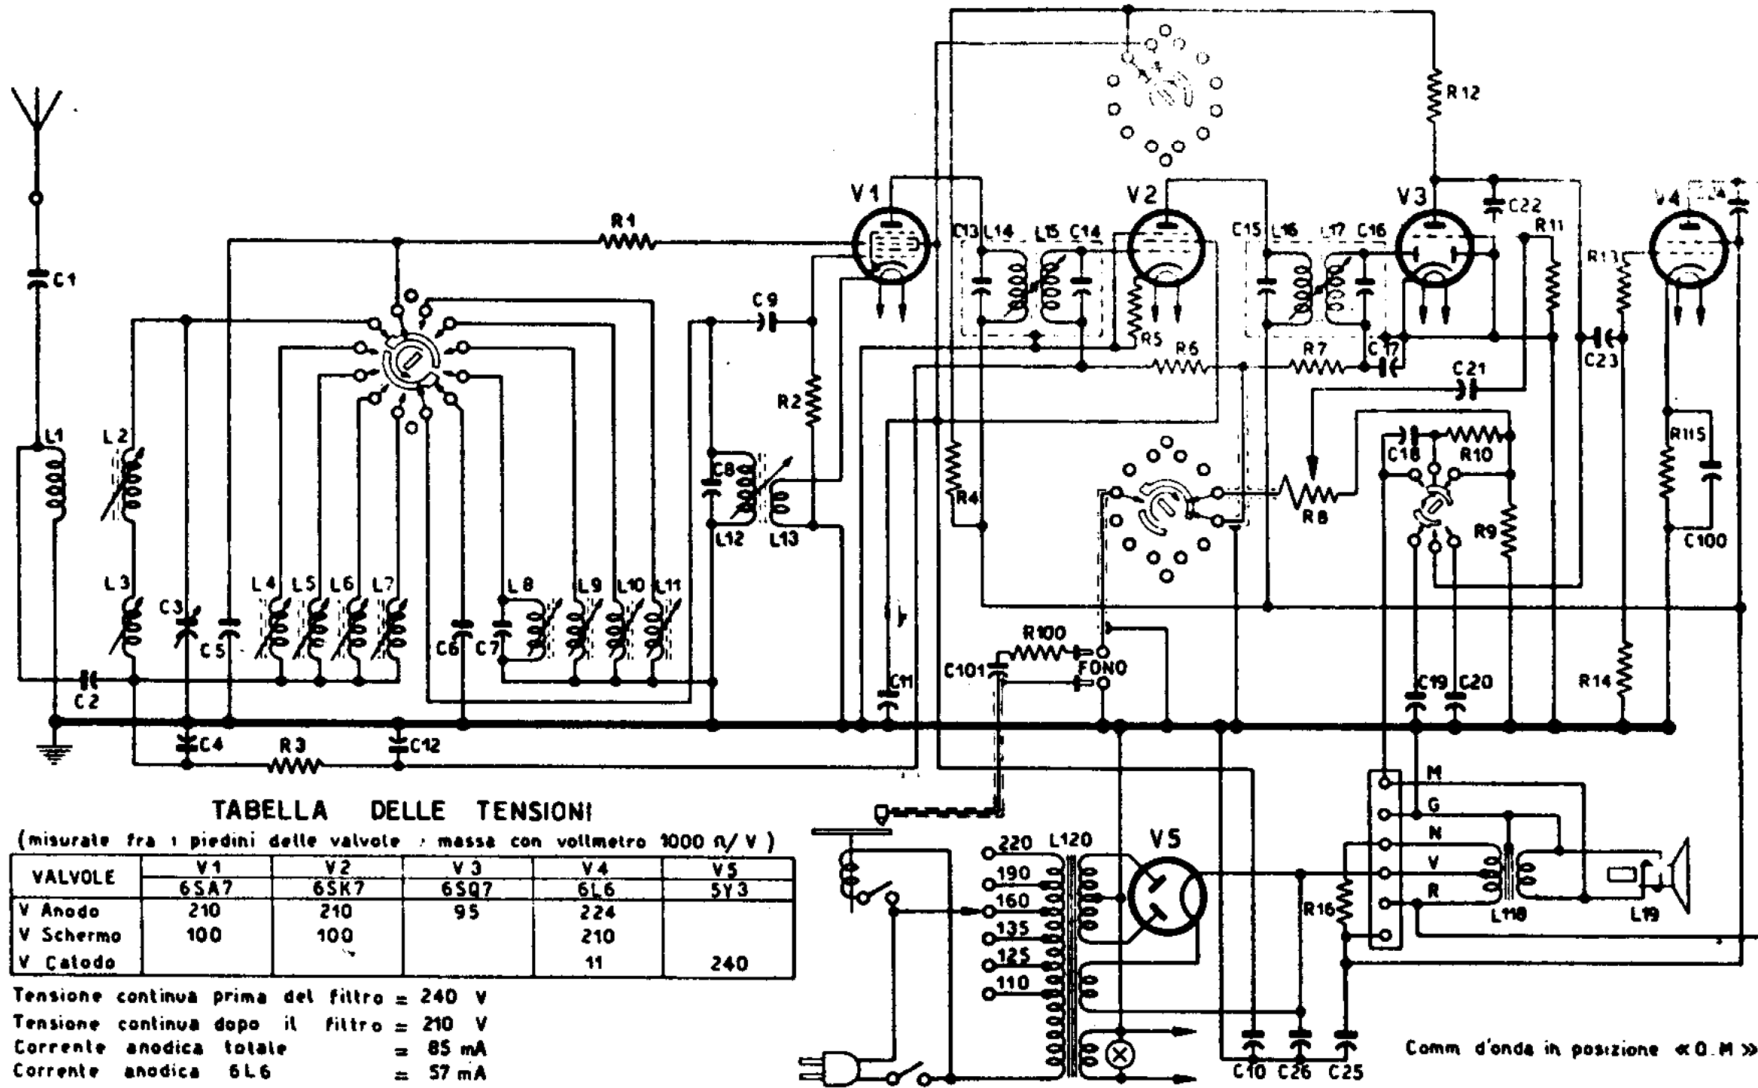 R12
V1
V2
V3
V4
C22
R11
R1
C13 L14 L15 C14
C15 L16 L17 C16
R13
C1
C9
R5
R6
R7
C17
C21
C23
R2
L1
L2
C8
R4
C18
R10
R115
R8
R9
L12
L13
C100
L3
C3
C5
L4
L5
L6
L7
C6
C7
L8
L9
L10
L11
R100
C101
FONO
C11
C2
C19
C20
R14
C4
R3
C12
M
G
N
V
R
R16
L118
L19
TABELLA DELLE TENSIONI
(misurate fra i piedini delle valvole e massa con voltmetro 1000 Ω/V)
VALVOLE V1 V2 V3 V4 V5
6SA7 6SK7 6SQ7 6L6 5Y3
V Anodo 210 210 95 224
V Schermo 100 100 210
V Catodo 11 240
Tensione continua prima del filtro = 240 V
Tensione continua dopo il filtro = 210 V
Corrente anodica totale = 85 mA
Corrente anodica 6L6 = 57 mA
L120
V5
220
190
160
135
125
110
C10 C26 C25
Comm d'onda in posizione «O.M»